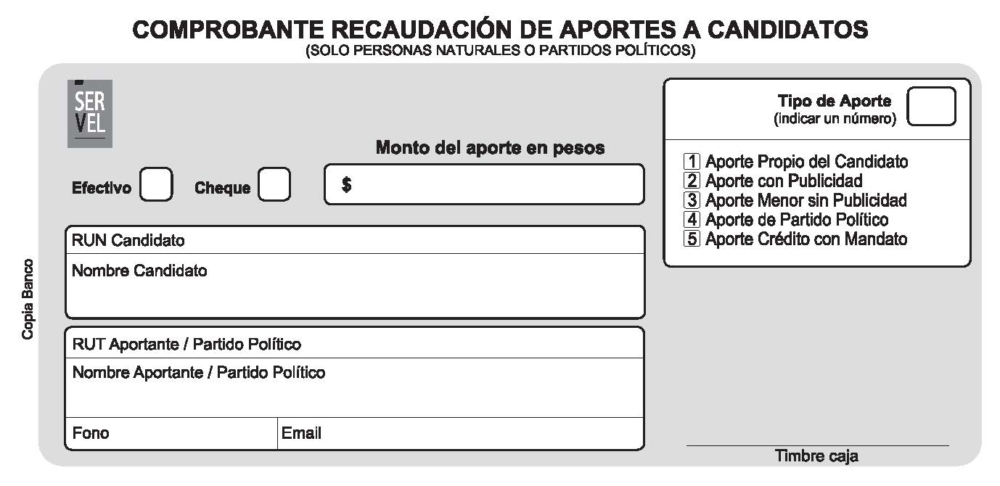 COMPROBANTE RECAUDACIÓN DE APORTES A CANDIDATOS
(SOLO PERSONAS NATURALES O PARTIDOS POLÍTICOS)
SER
VEL
Tipo de Aporte
(indicar un número)
Monto del aporte en pesos
Efectivo
Cheque
$
1 Aporte Propio del Candidato
2 Aporte con Publicidad
3 Aporte Menor sin Publicidad
4 Aporte de Partido Político
5 Aporte Crédito con Mandato
RUN Candidato
Nombre Candidato
Copia Banco
RUT Aportante / Partido Político
Nombre Aportante / Partido Político
Fono
Email
Timbre caja